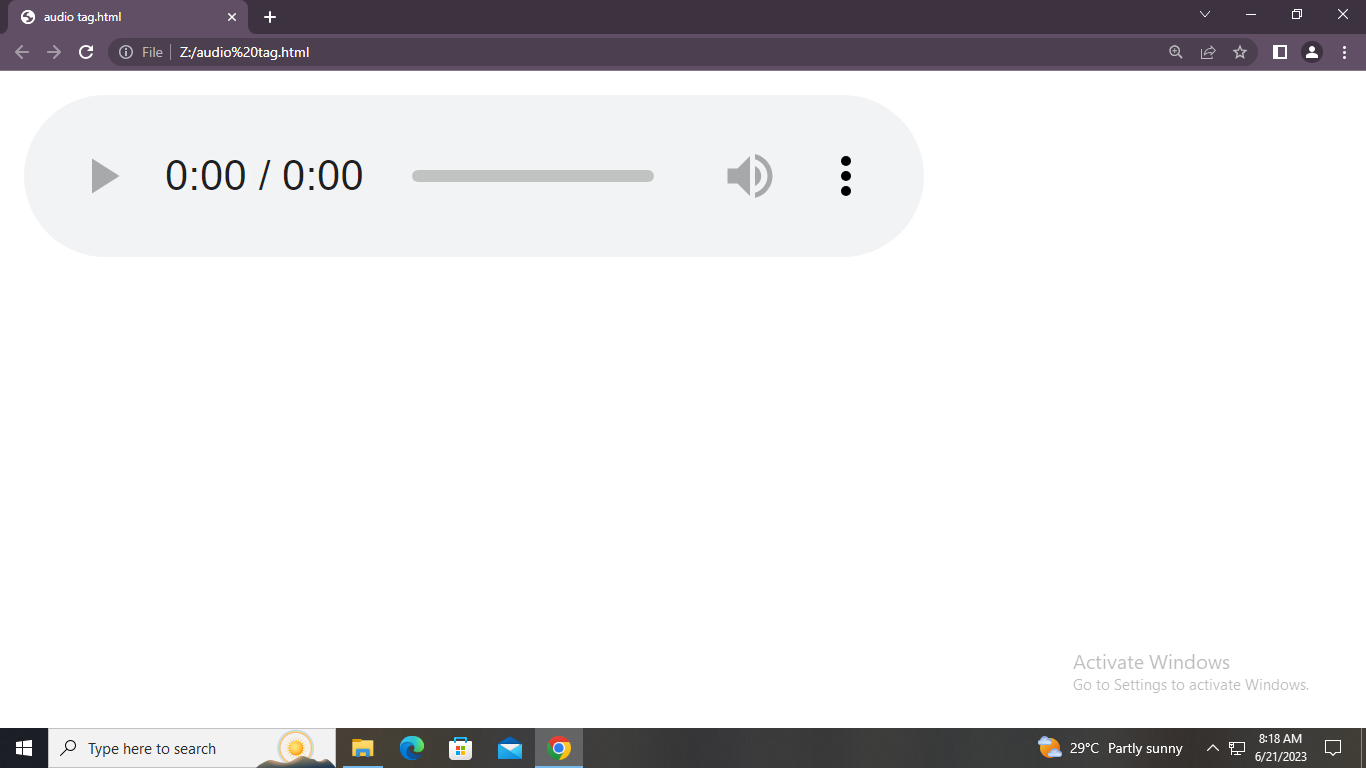 audio tag.html
File
Z:/audio%20tag.html
0:00 / 0:00
Activate Windows
Go to Settings to activate Windows.
Type here to search
29°C Partly sunny
8:18 AM
6/21/2023